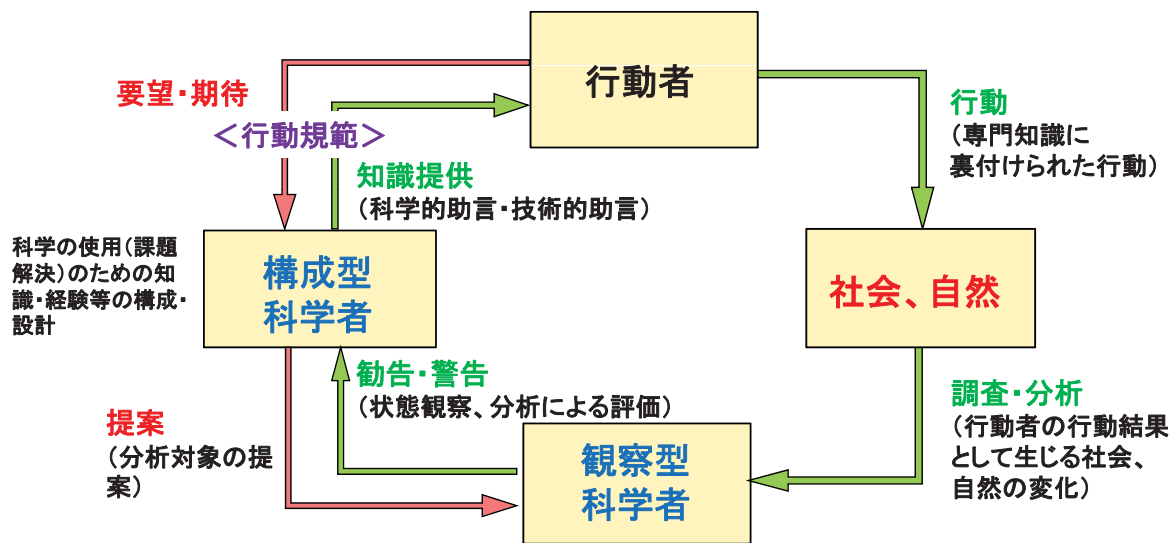 行動者
要望・期待
＜行動規範＞
知識提供
（科学的助言・技術的助言）
行動
（専門知識に
裏付けられた行動）
科学の使用（課題
解決）のための知
識・経験等の構成・
設計
構成型
科学者
社会、自然
勧告・警告
（状態観察、分析による評価）
提案
（分析対象の提
案）
観察型
科学者
調査・分析
（行動者の行動結果
として生じる社会、
自然の変化）